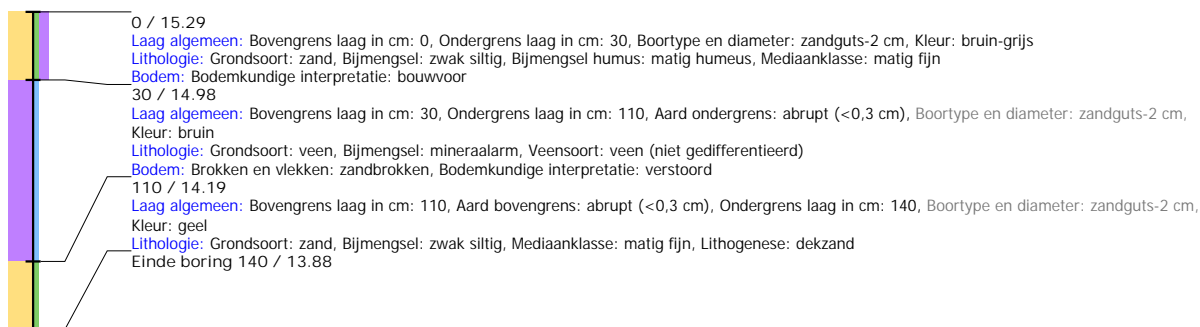 0 / 15.29
Laag algemeen: Bovengrens laag in cm: 0, Ondergrens laag in cm: 30, Boortype en diameter: zandguts-2 cm, Kleur: bruin-grijs
Lithologie: Grondsoort: zand, Bijmengsel: zwak siltig, Bijmengsel humus: matig humeus, Mediaanklasse: matig fijn
Bodem: Bodemkundige interpretatie: bouwvoor
30 / 14.98
Laag algemeen: Bovengrens laag in cm: 30, Ondergrens laag in cm: 110, Aard ondergrens: abrupt (<0,3 cm), Boortype en diameter: zandguts-2 cm,
Kleur: bruin
Lithologie: Grondsoort: veen, Bijmengsel: mineraalarm, Veensoort: veen (niet gedifferentieerd)
Bodem: Brokken en vlekken: zandbrokken, Bodemkundige interpretatie: verstoord
110 / 14.19
Laag algemeen: Bovengrens laag in cm: 110, Aard bovengrens: abrupt (<0,3 cm), Ondergrens laag in cm: 140, Boortype en diameter: zandguts-2 cm,
Kleur: geel
Lithologie: Grondsoort: zand, Bijmengsel: zwak siltig, Mediaanklasse: matig fijn, Lithogenese: dekzand
Einde boring 140 / 13.88